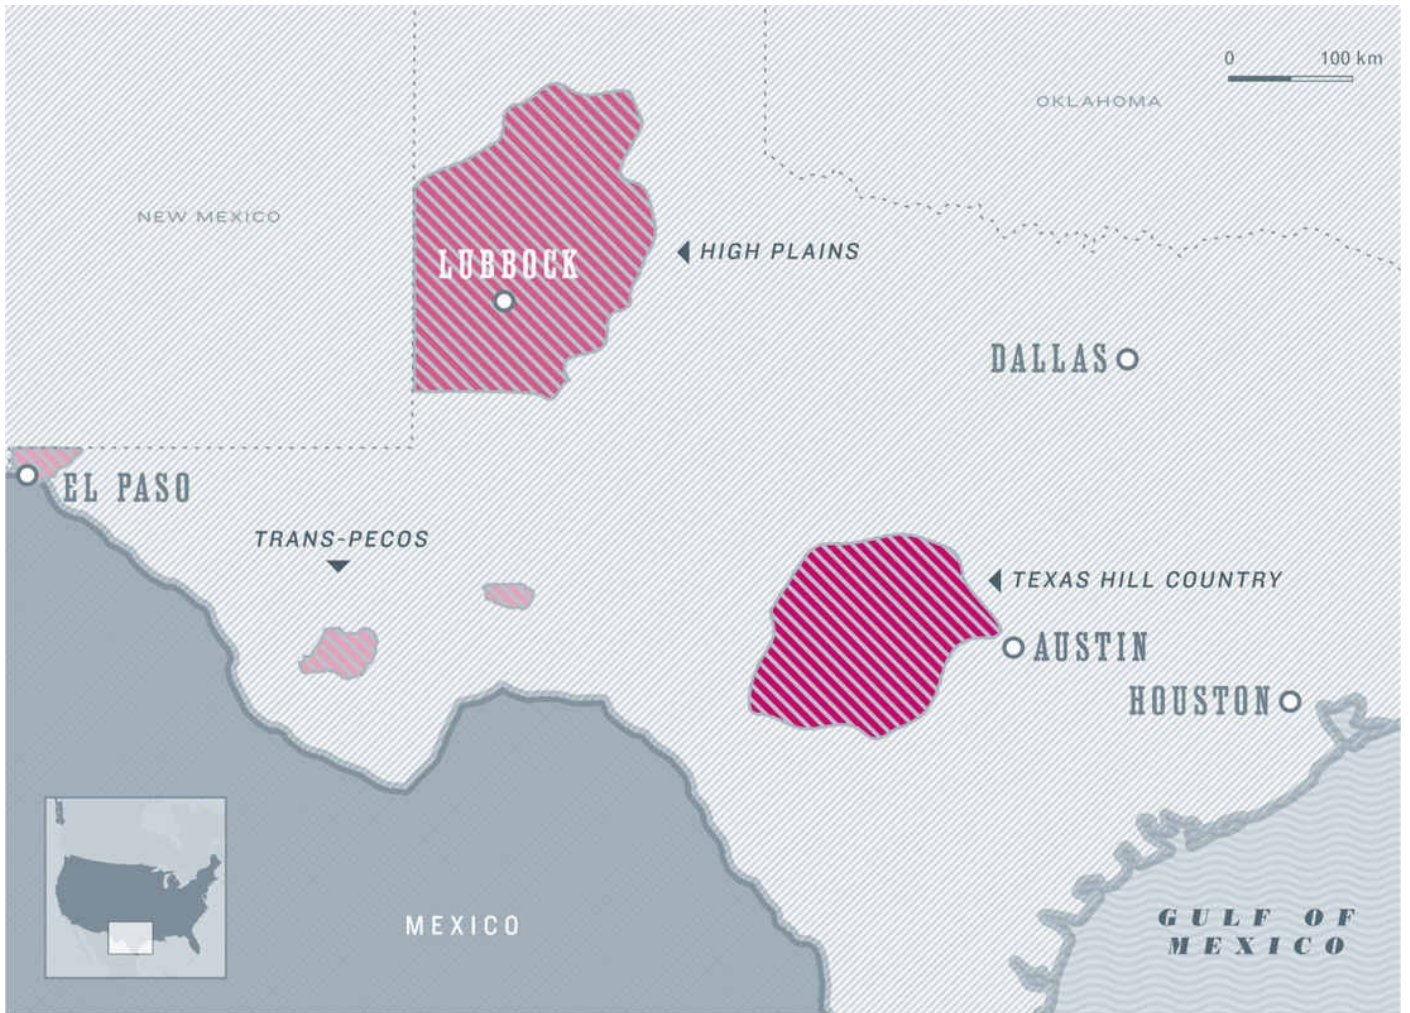 0 100 km
OKLAHOMA
NEW MEXICO
HIGH PLAINS
LUBBOCK
DALLAS
EL PASO
TRANS-PECOS
TEXAS HILL COUNTRY
AUSTIN
HOUSTON
MEXICO
GULF OF
MEXICO